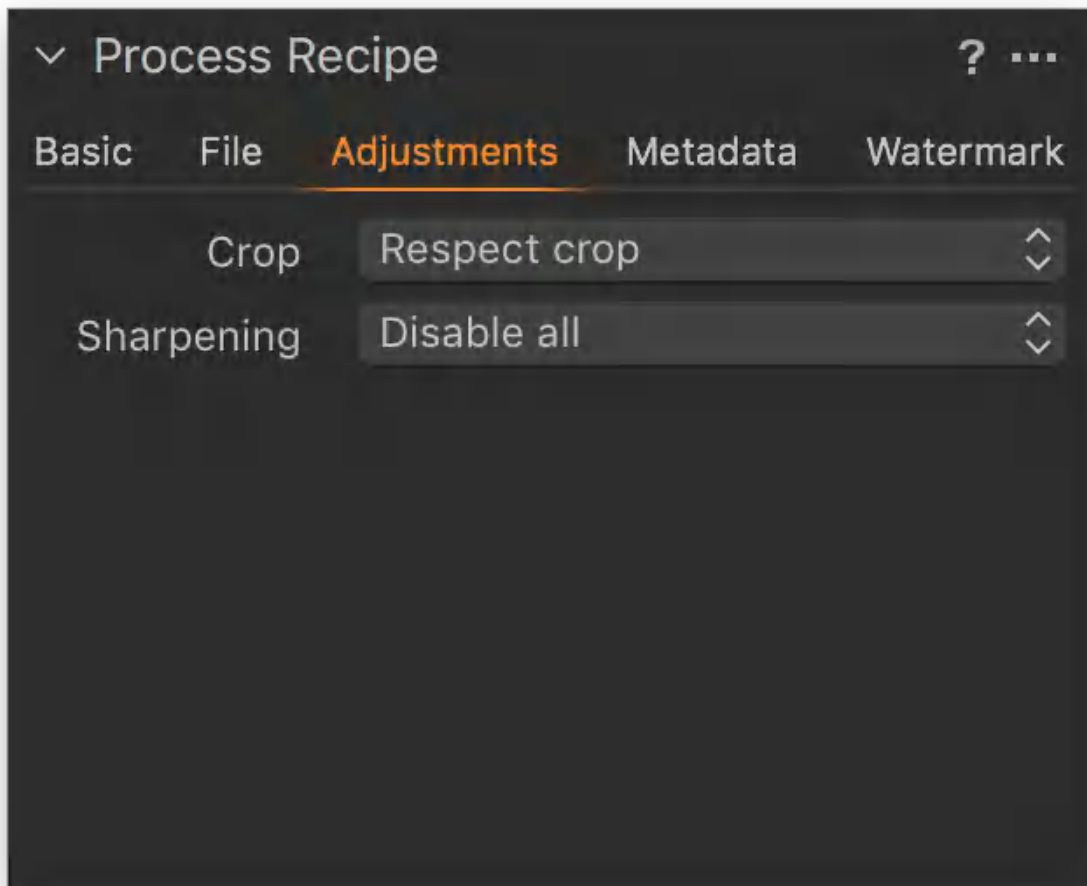 Process Recipe ? ...
Basic File Adjustments Metadata Watermark
Crop Respect crop
Sharpening Disable all